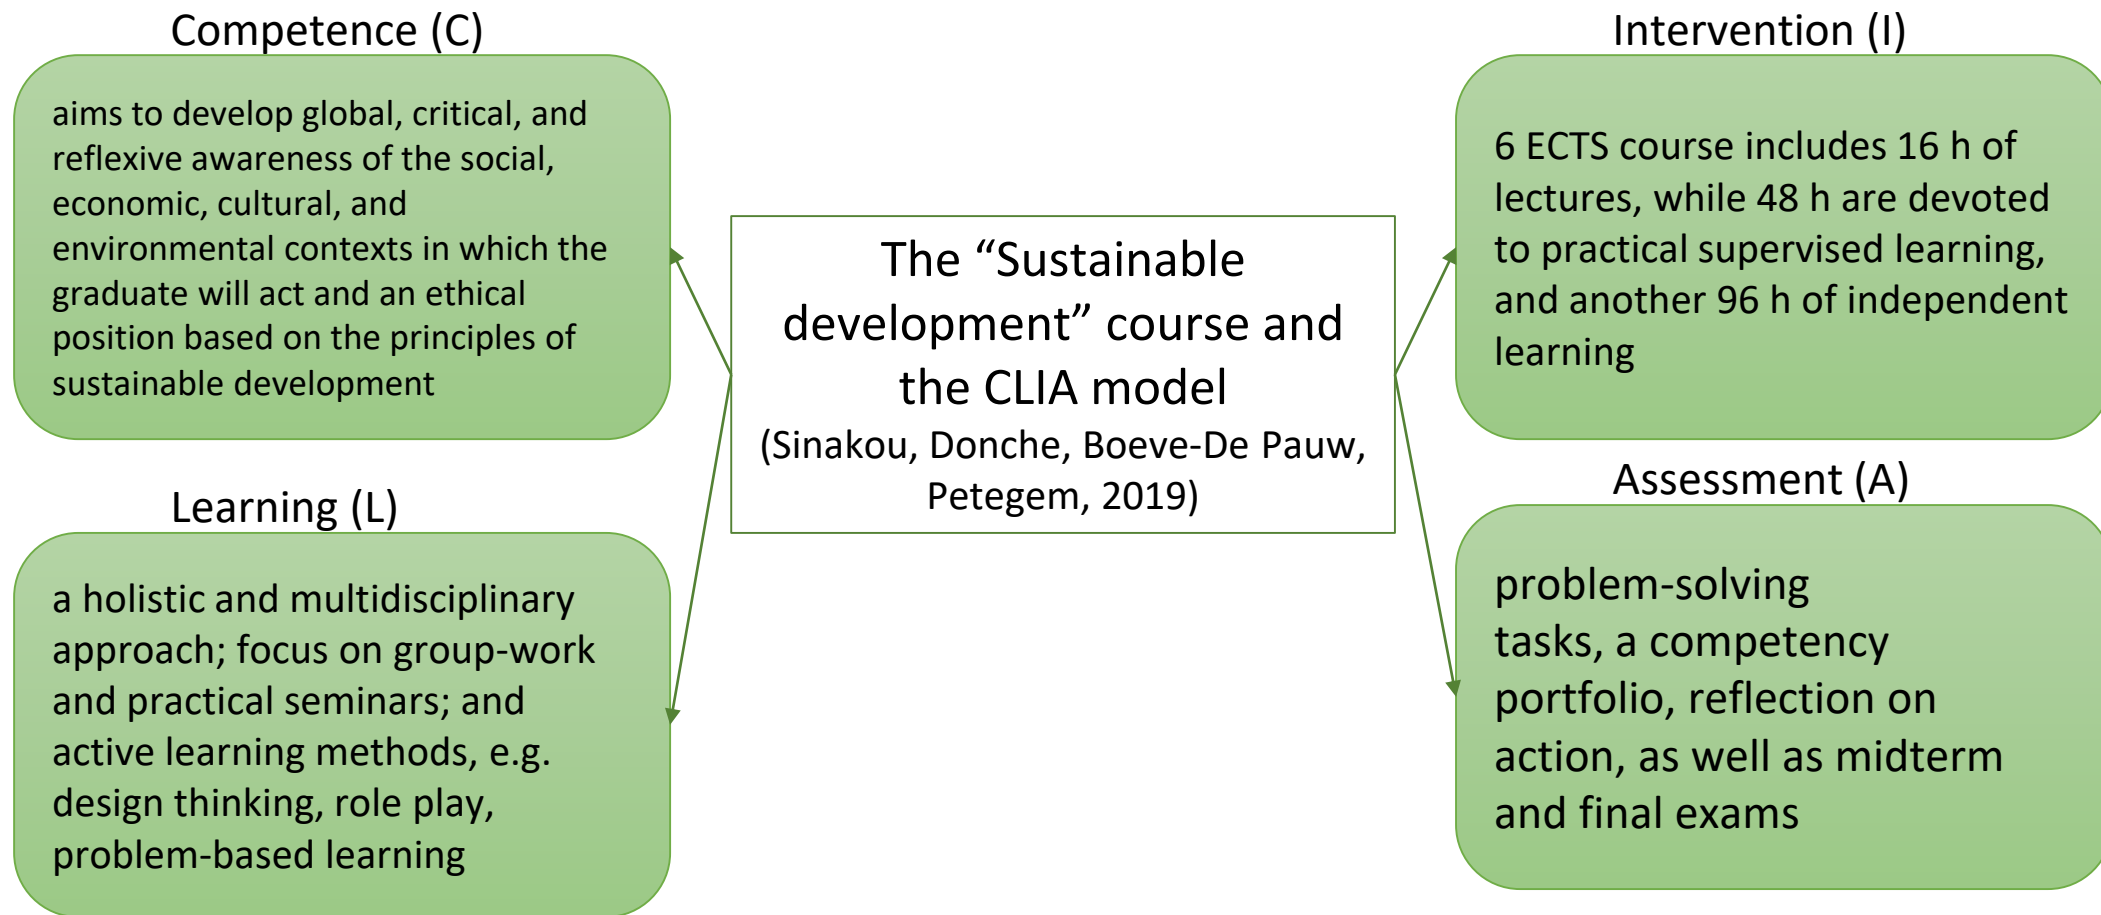 Competence (C)
aims to develop global, critical, and
reflexive awareness of the social,
economic, cultural, and
environmental contexts in which the
graduate will act and an ethical
position based on the principles of
sustainable development
Learning (L)
a holistic and multidisciplinary
approach; focus on group-work
and practical seminars; and
active learning methods, e.g.
design thinking, role play,
problem-based learning
The “Sustainable
development” course and
the CLIA model
(Sinakou, Donche, Boeve-De Pauw,
Petegem, 2019)
Intervention (I)
6 ECTS course includes 16 h of
lectures, while 48 h are devoted
to practical supervised learning,
and another 96 h of independent
learning
Assessment (A)
problem-solving
tasks, a competency
portfolio, reflection on
action, as well as midterm
and final exams